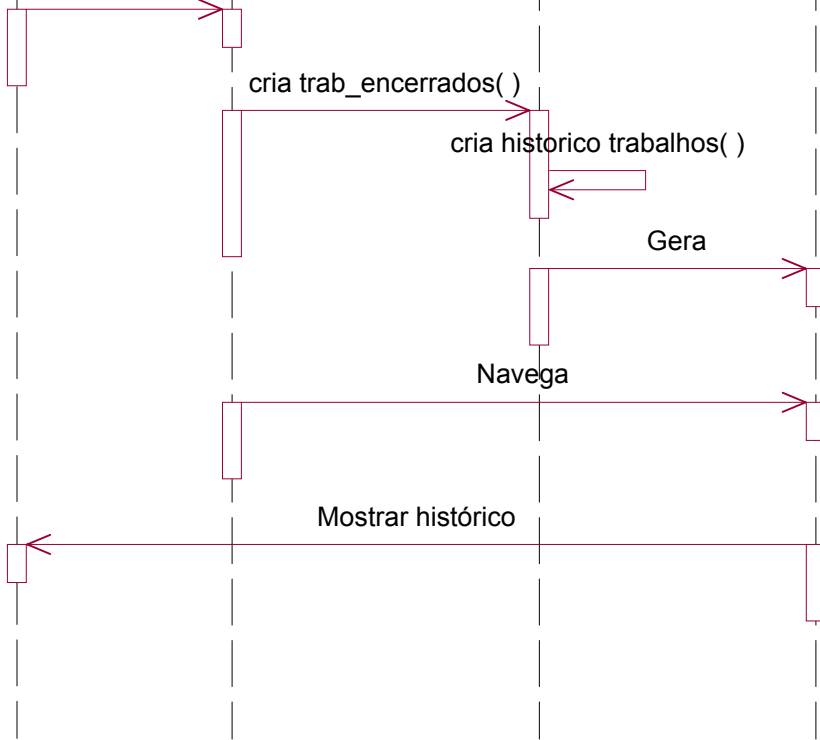 cria trab_encerrados( )
cria historico trabalhos( )
Gera
Navega
Mostrar histórico